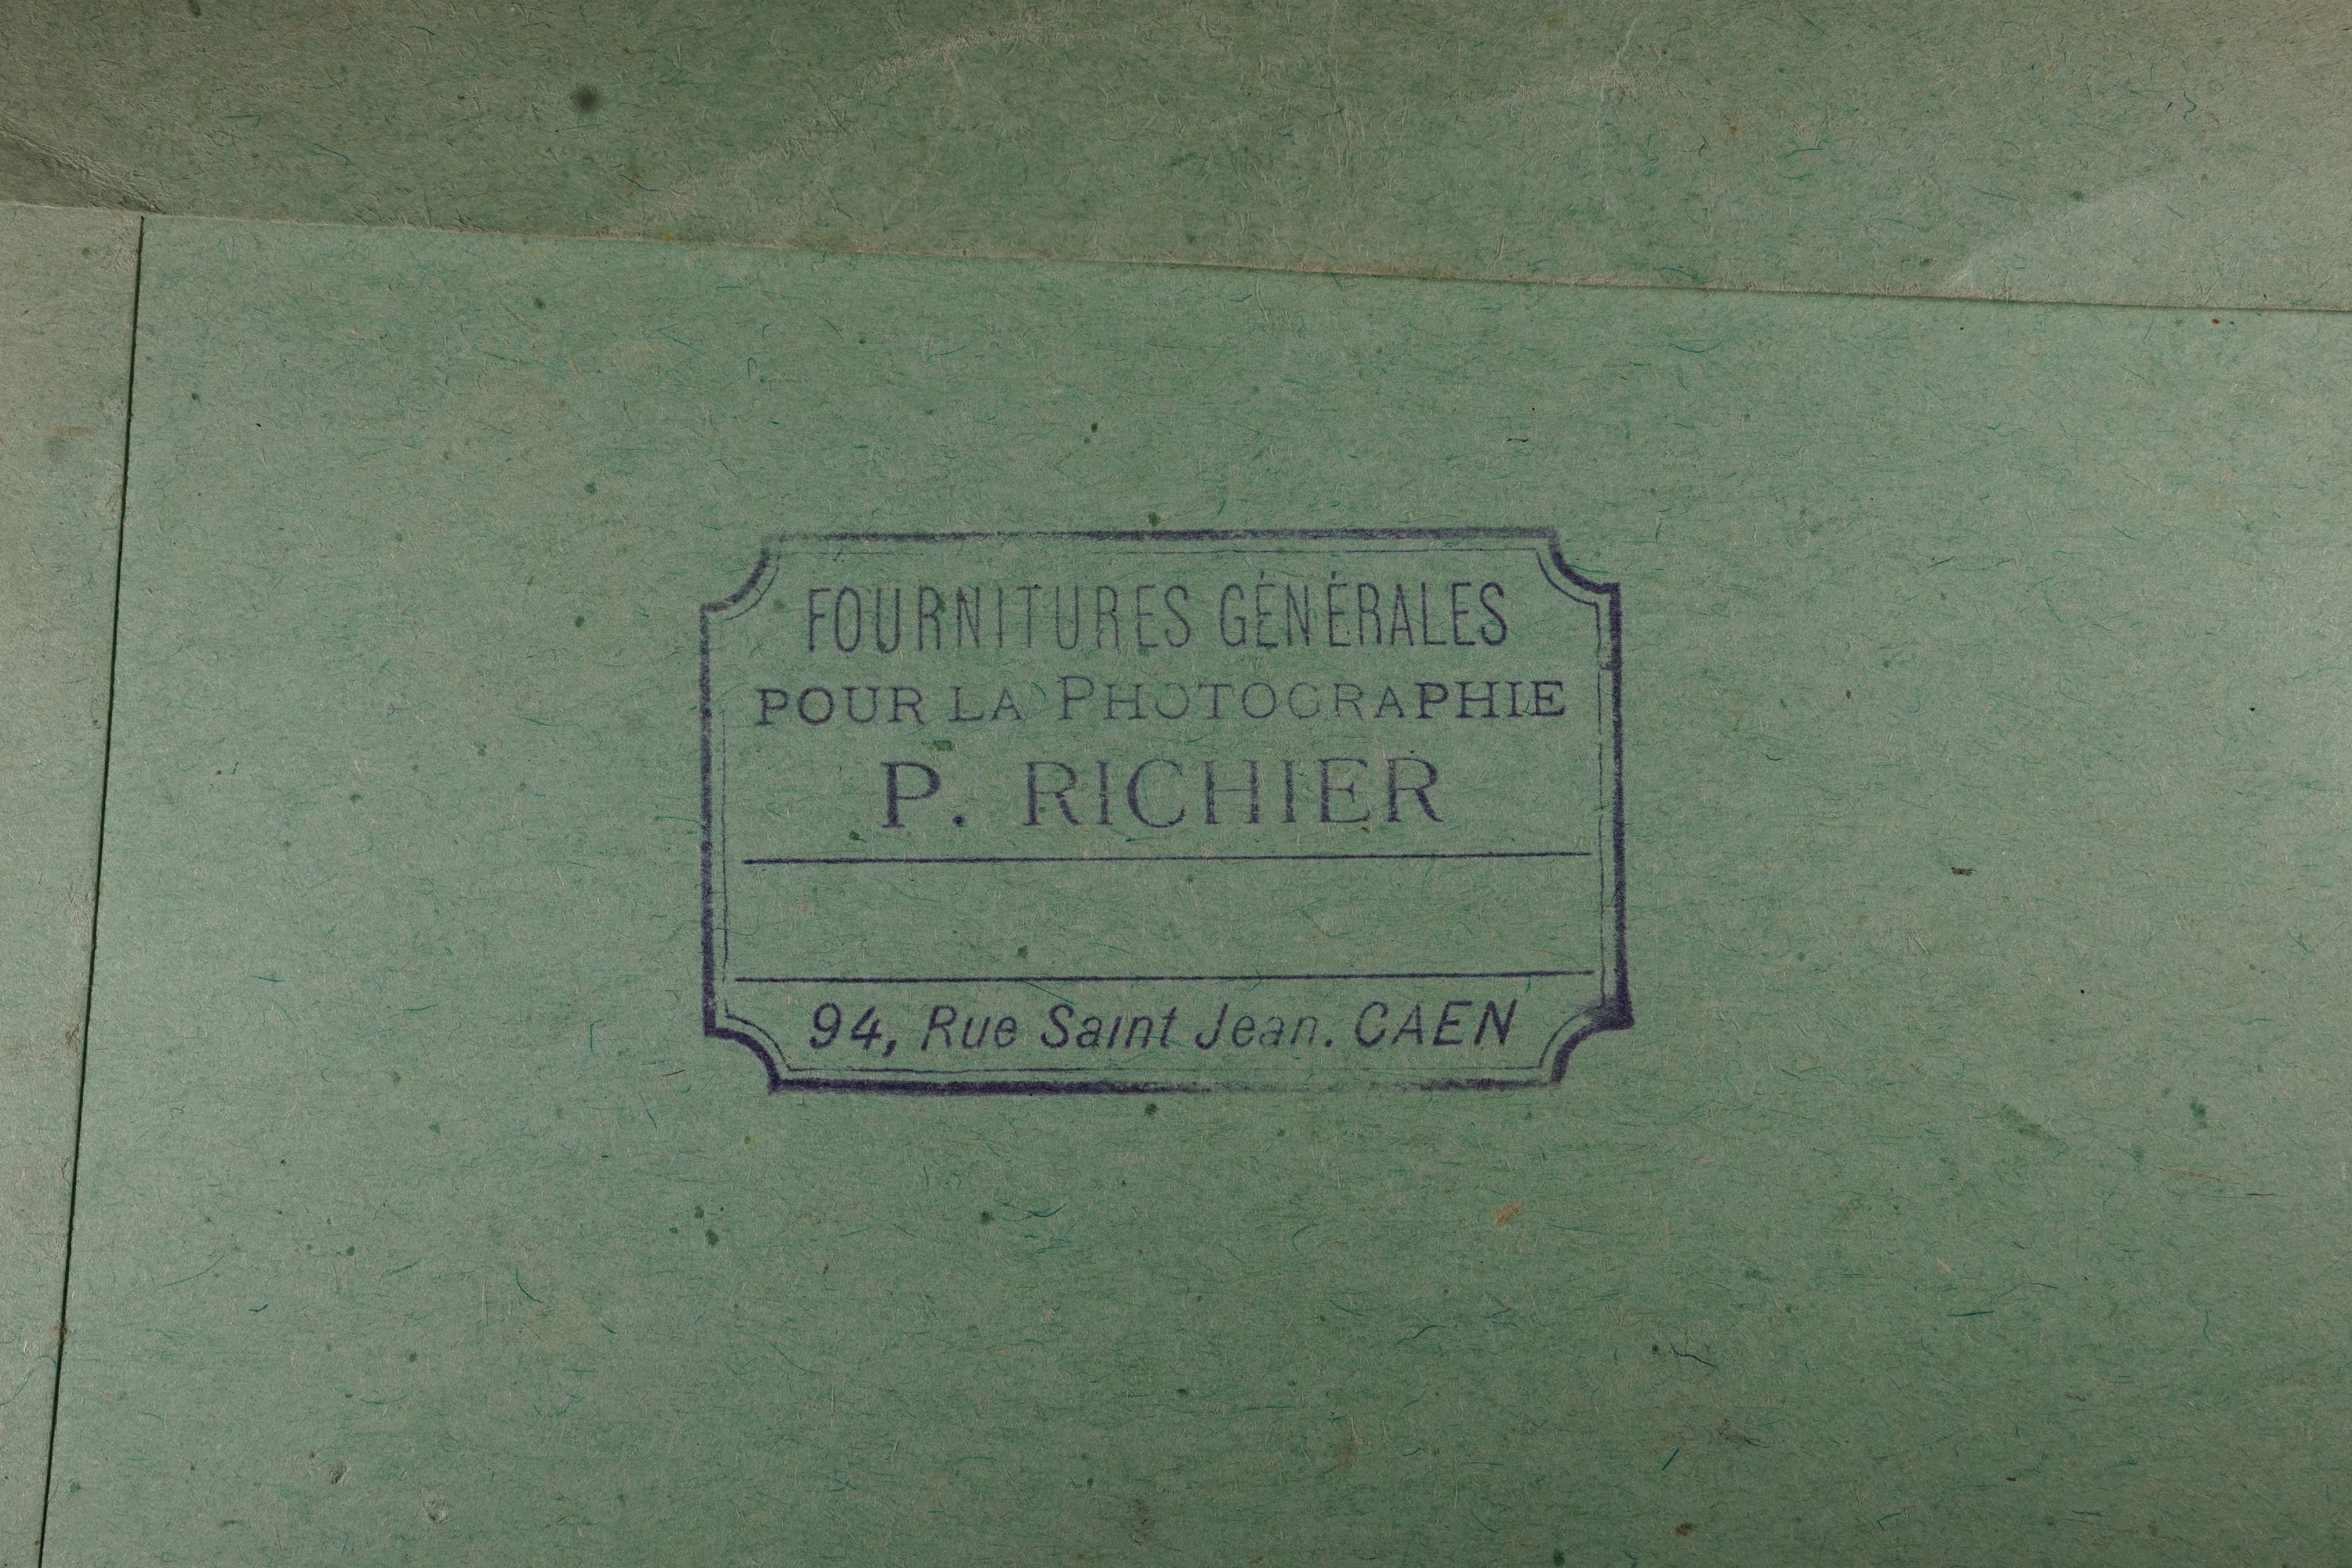 FOURNITURES GÉNÉRALES
POUR LA PHOTOGRAPHIE
P. RICHIER
94, Rue Saint Jean. CAEN